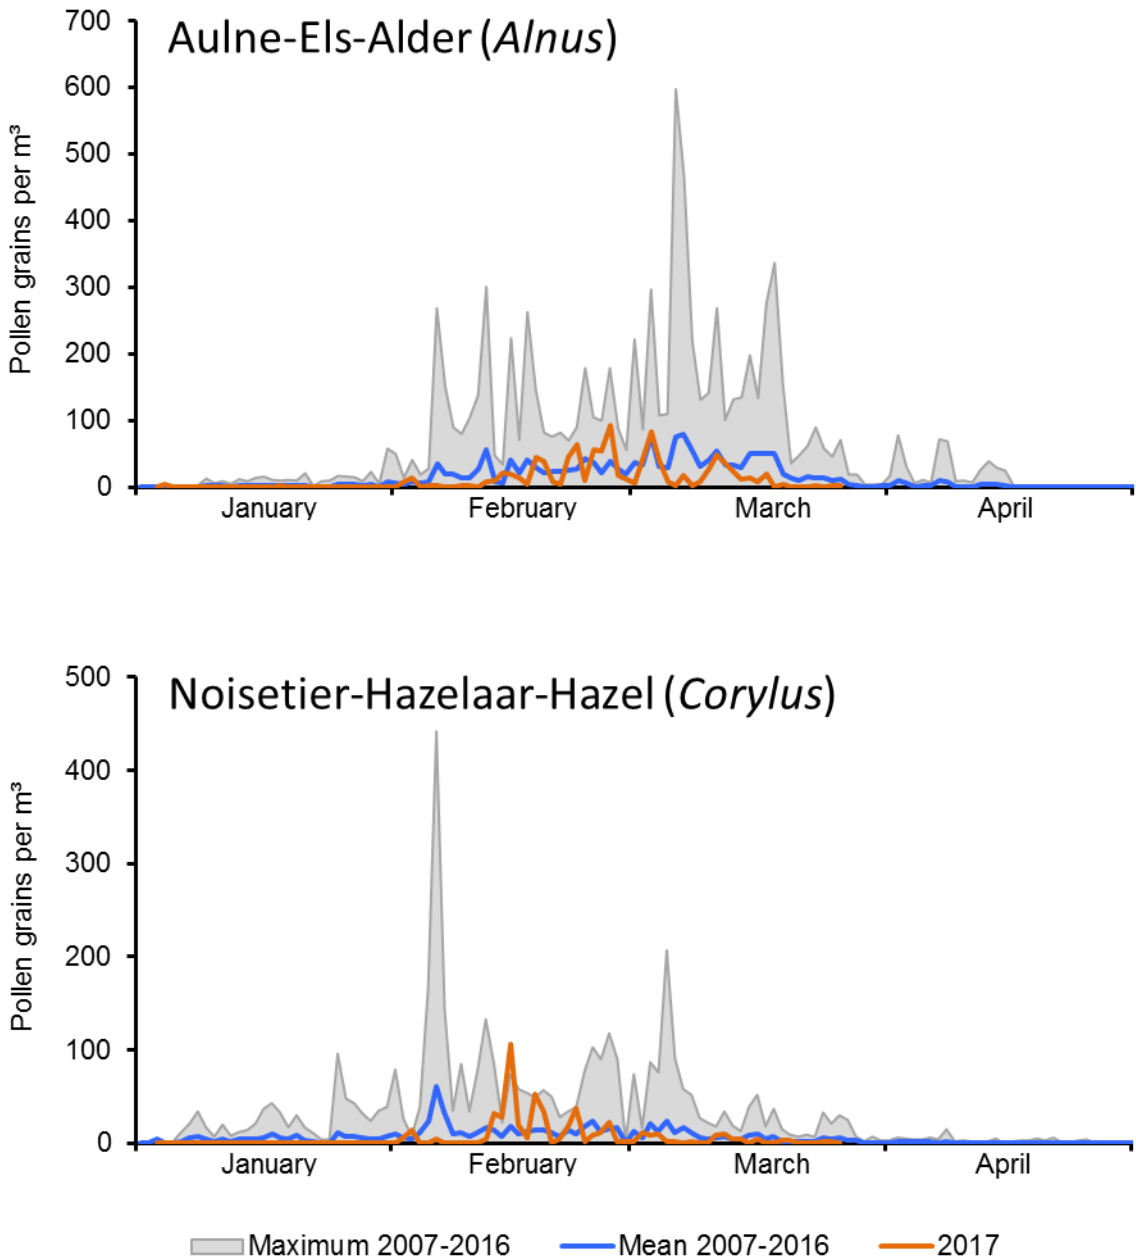 Aulne-Els-Alder (Alnus)
Pollen grains per m³
700
600
500
400
300
200
100
0
January February March April
Noisetier-Hazelaar-Hazel (Corylus)
Pollen grains per m³
500
400
300
200
100
0
January February March April
Maximum 2007-2016 Mean 2007-2016 2017